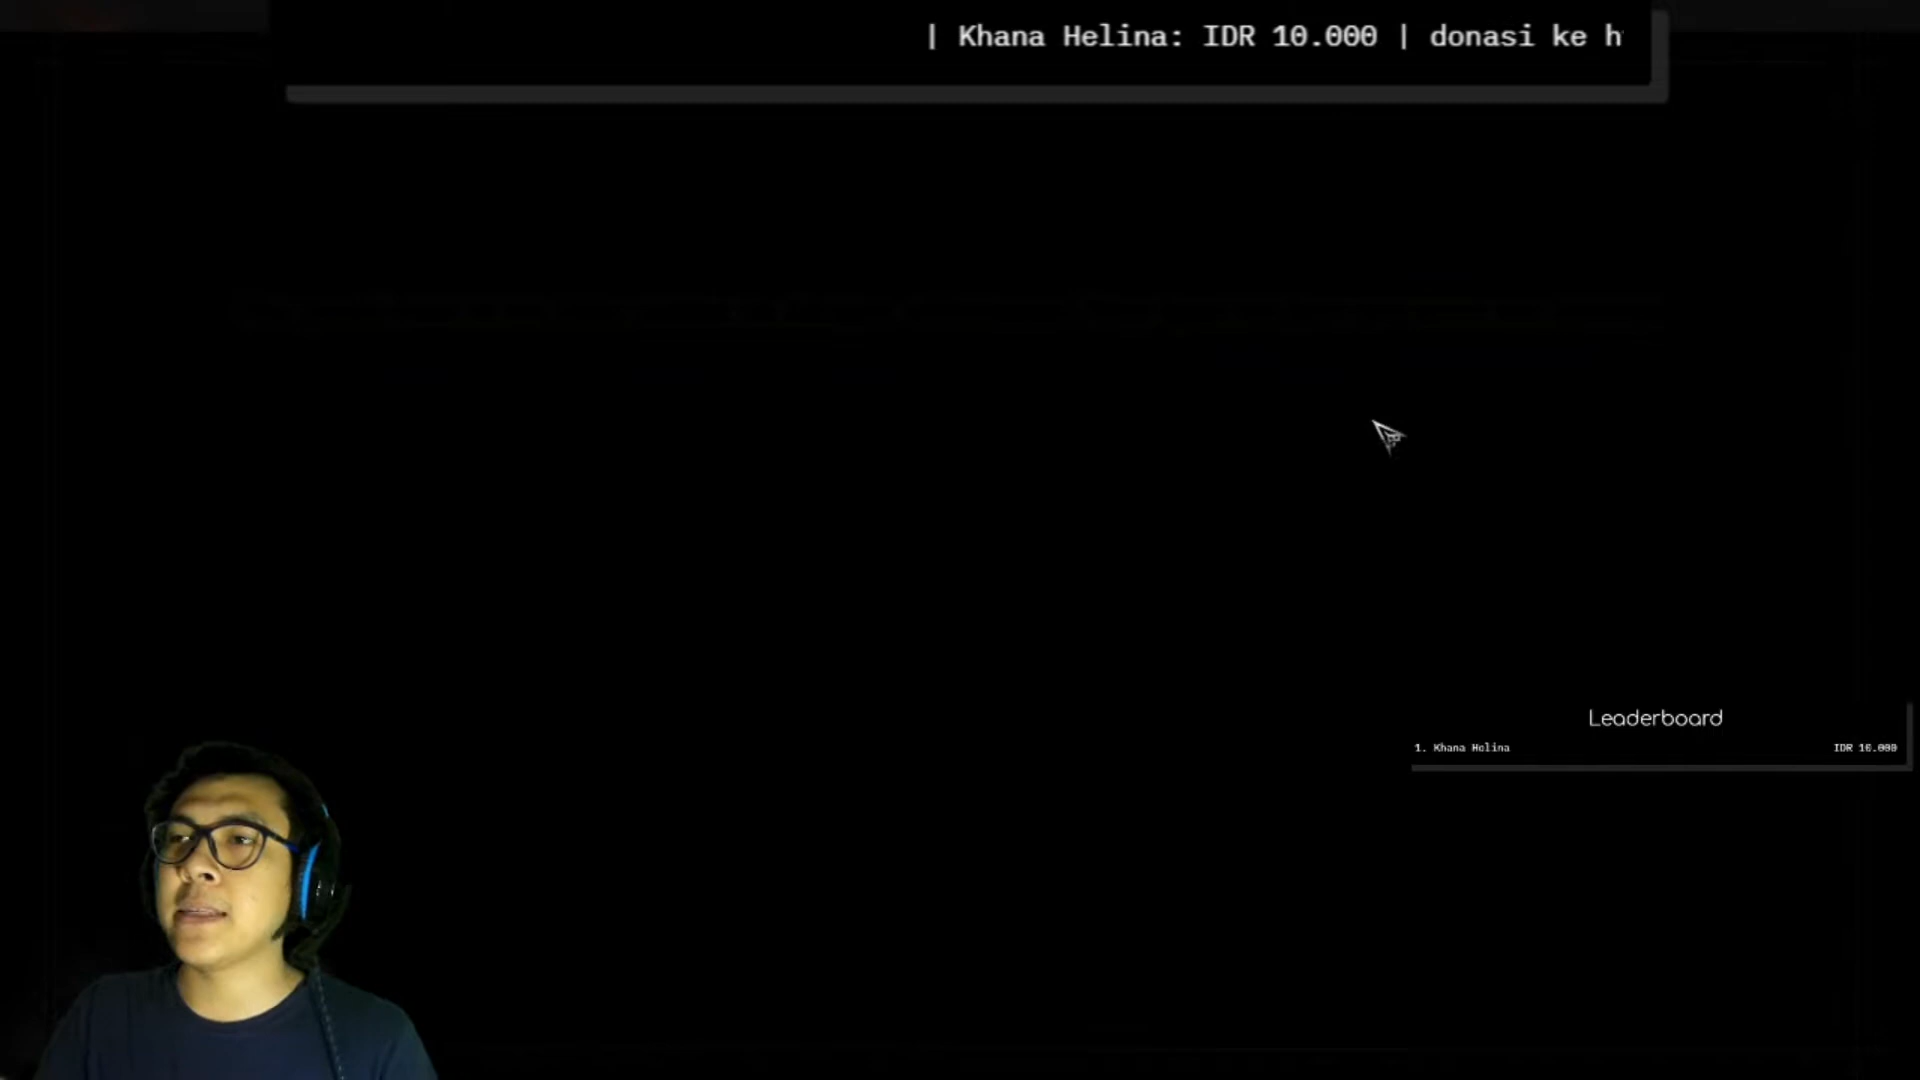 | Khana Helina: IDR 10.000 | donasi ke h
Leaderboard
1. Khana Helina IDR 10.000